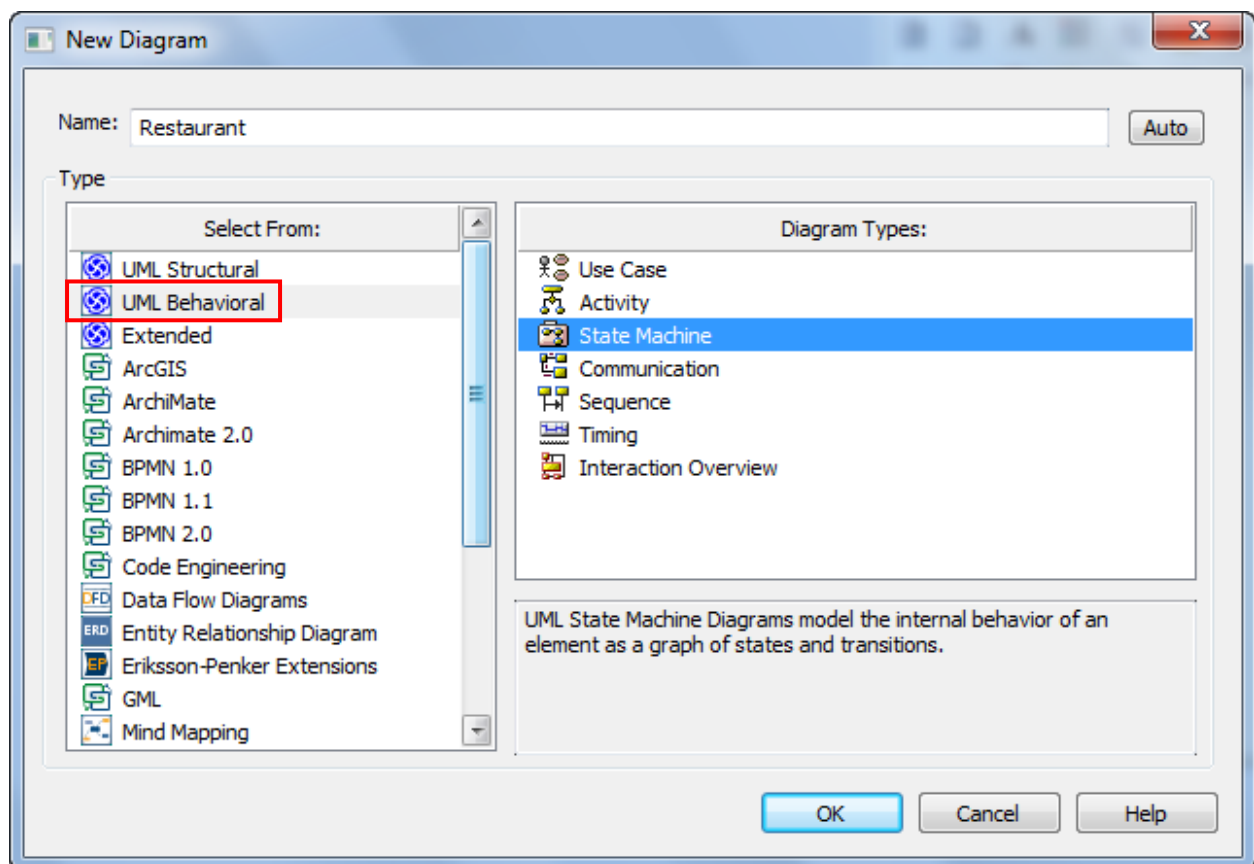 New Diagram
Name: Restaurant Auto
Type
Select From:
UML Structural
UML Behavioral
Extended
ArcGIS
ArchiMate
Archimate 2.0
BPMN 1.0
BPMN 1.1
BPMN 2.0
Code Engineering
DFD Data Flow Diagrams
ERD Entity Relationship Diagram
EP Eriksson-Penker Extensions
GML
Mind Mapping
Diagram Types:
Use Case
Activity
State Machine
Communication
Sequence
Timing
Interaction Overview
UML State Machine Diagrams model the internal behavior of an
element as a graph of states and transitions.
OK Cancel Help